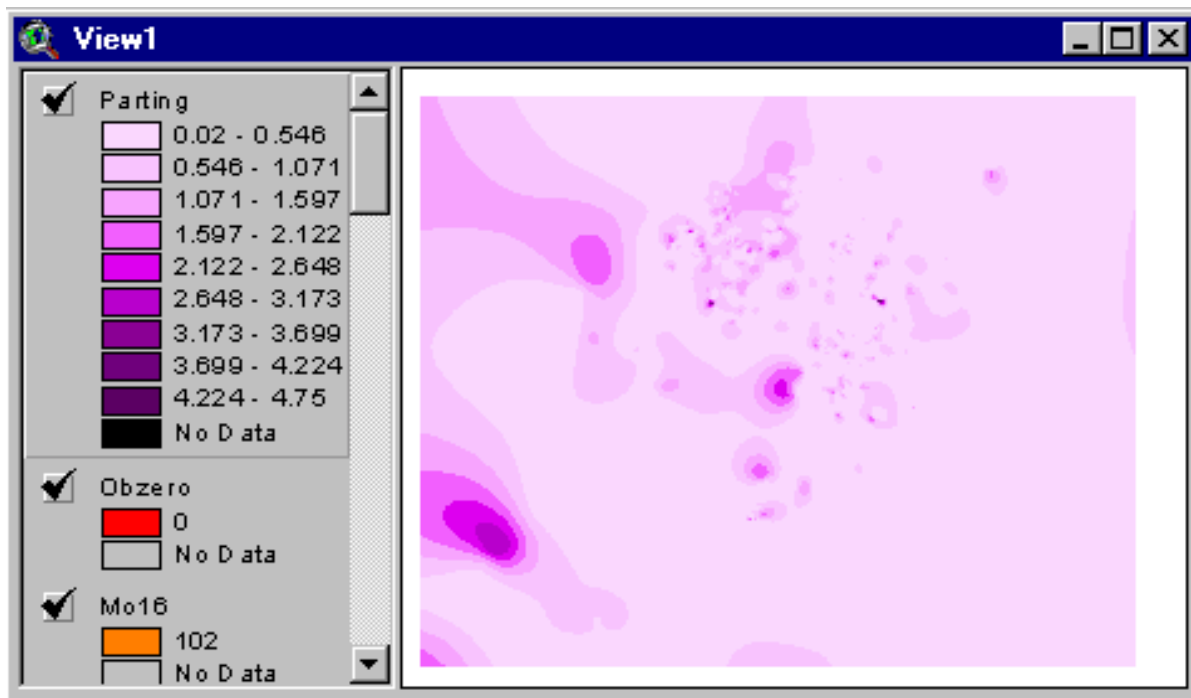 View1
Parting
0.02 - 0.546
0.546 - 1.071
1.071 - 1.597
1.597 - 2.122
2.122 - 2.648
2.648 - 3.173
3.173 - 3.699
3.699 - 4.224
4.224 - 4.75
No Data
Obzero
0
No Data
Mo16
102
No Data